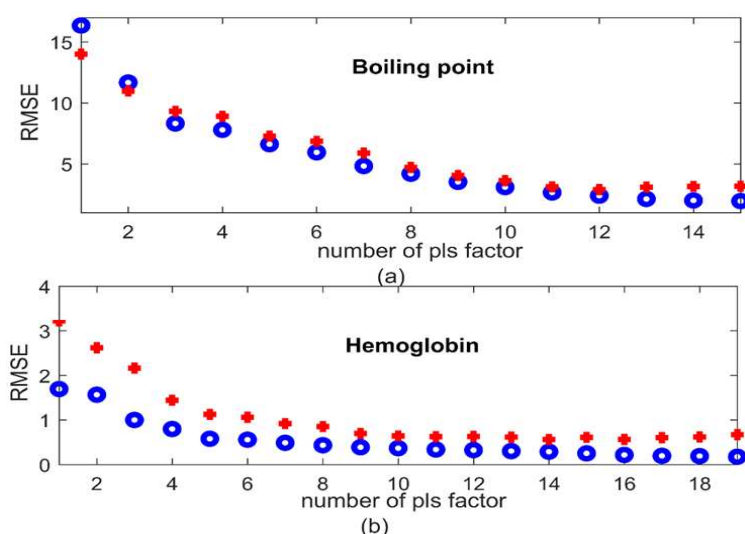 15
10
5
RMSE
Boiling point
2 4 6 8 10 12 14
number of pls factor
(a)
4
3
2
1
0
RMSE
Hemoglobin
2 4 6 8 10 12 14 16 18
number of pls factor
(b)